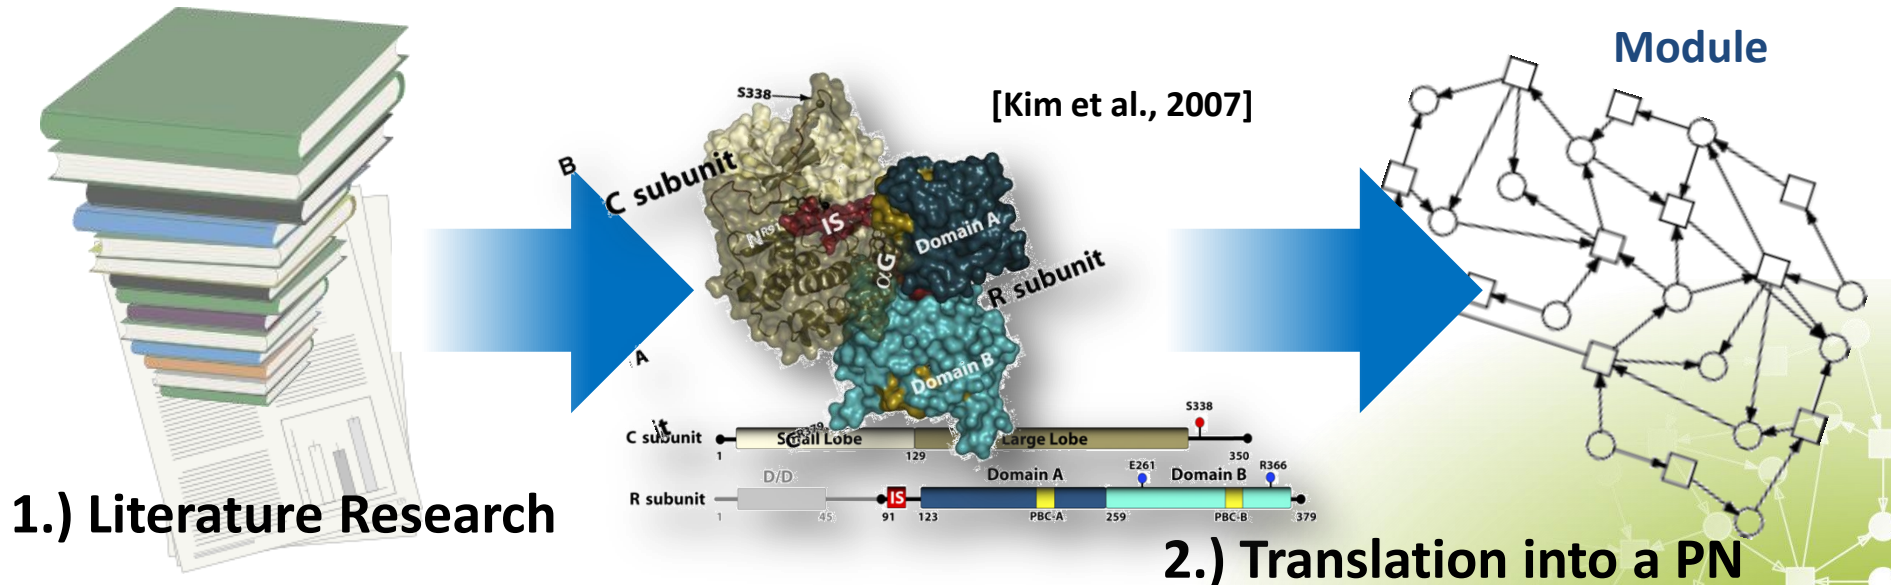 Module
[Kim et al., 2007]
S338
B
C subunit
IS
Domain A
αG
R subunit
Domain B
A
S338
C subunit
Small Lobe
Large Lobe
1
129
350
D/D
Domain A
E261
Domain B
R366
R subunit
IS
1
45
91
123
PBC-A
259
PBC-B
379
1.) Literature Research
2.) Translation into a PN